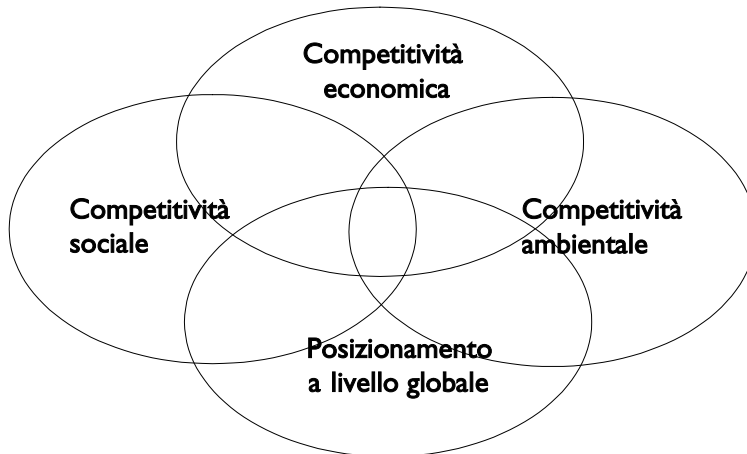 Competitività
economica
Competitività
sociale
Competitività
ambientale
Posizionamento
a livello globale